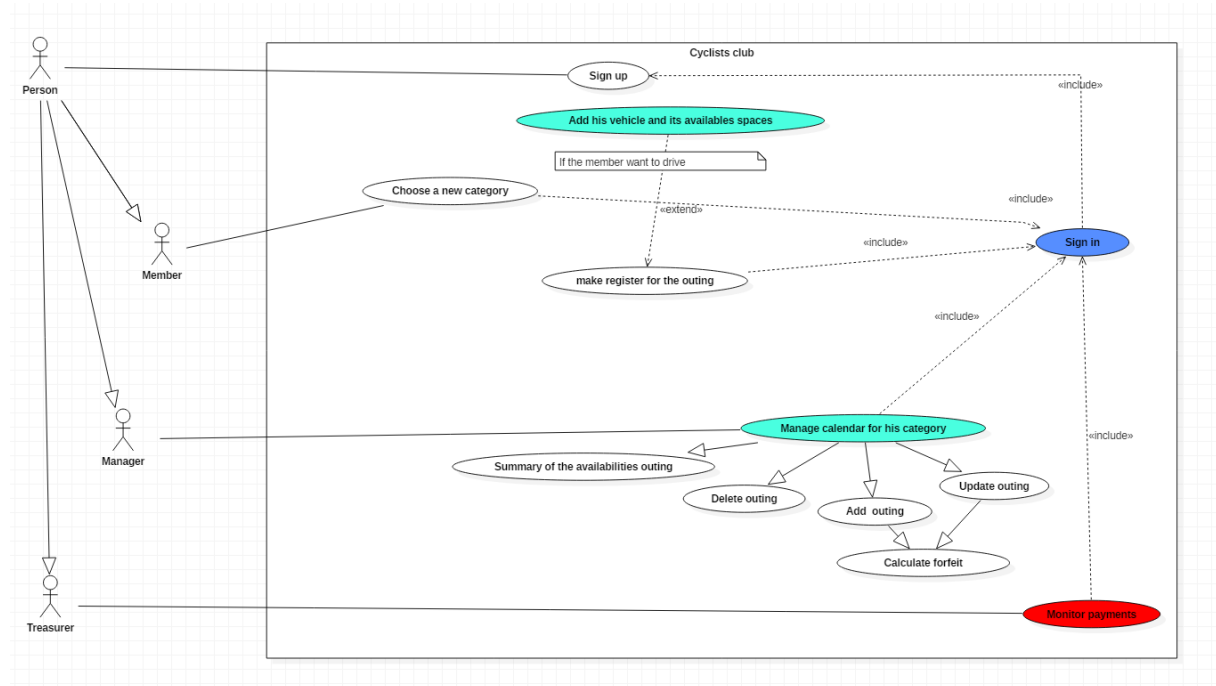 Cyclists club
Sign up
Person
«include»
Add his vehicle and its availables spaces
If the member want to drive
Choose a new category
«include»
«extend»
«include»
Sign in
Member
make register for the outing
«include»
Manage calendar for his category
«include»
Manager
Summary of the availabilities outing
Update outing
Delete outing
Add outing
Calculate forfeit
Monitor payments
Treasurer